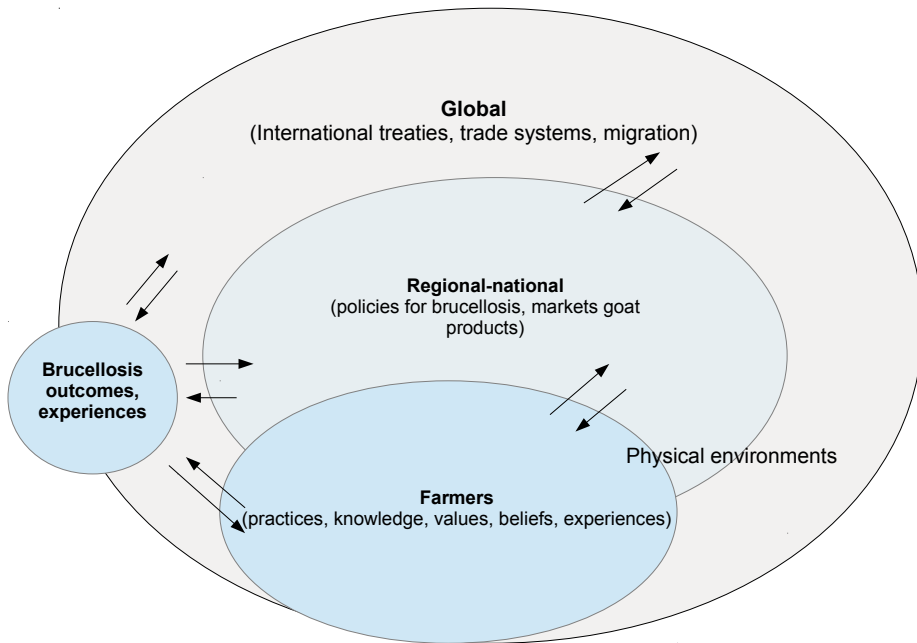 Global
(International treaties, trade systems, migration)
Regional-national
(policies for brucellosis, markets goat
products)
Brucellosis
outcomes,
experiences
Physical environments
Farmers
(practices, knowledge, values, beliefs, experiences)